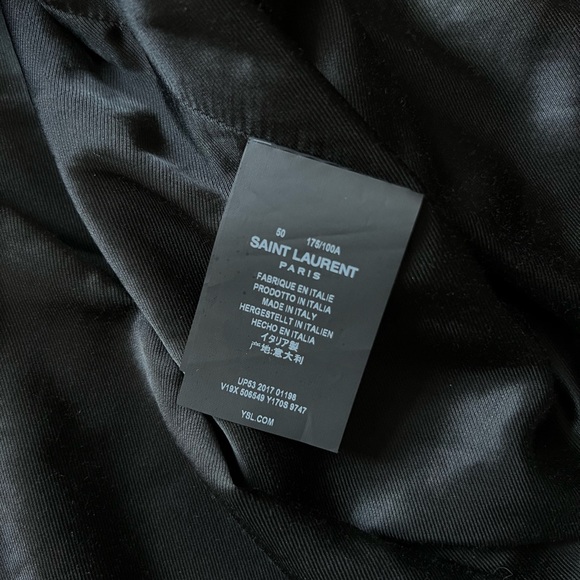 50 175/100A
SAINT LAURENT
PARIS
FABRIQUE EN ITALIE
PRODOTTO IN ITALIA
MADE IN ITALY
HERGESTELLT IN ITALIEN
HECHO EN ITALIA
イタリア製
地:意大利
UP53 2017 01198
V19X 506549 Y170S 9747
YSL.COM